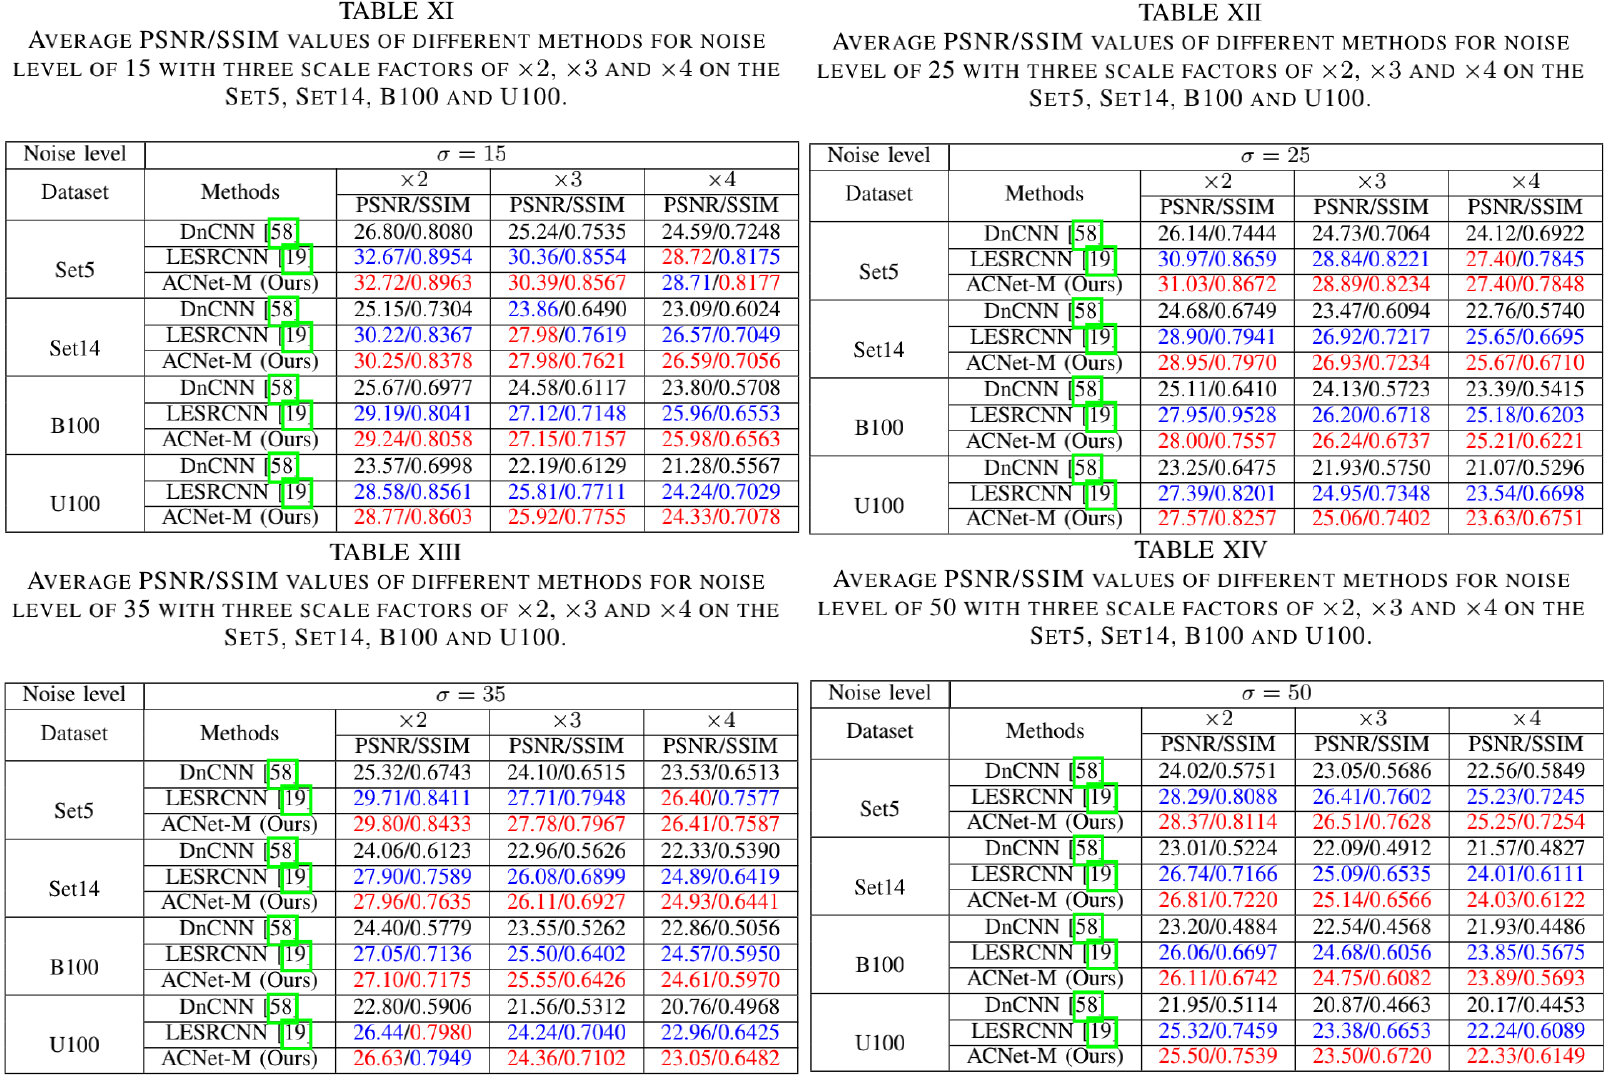 TABLE XI
AVERAGE PSNR/SSIM VALUES OF DIFFERENT METHODS FOR NOISE
LEVEL OF 15 WITH THREE SCALE FACTORS OF ×2, ×3 AND ×4 ON THE
SET5, SET14, B100 AND U100.
Noise level σ = 15
Dataset Methods ×2 ×3 ×4
PSNR/SSIM PSNR/SSIM PSNR/SSIM
Set5
DnCNN [58] 26.80/0.8080 25.24/0.7535 24.59/0.7248
LESRCNN [19] 32.67/0.8954 30.36/0.8554 28.72/0.8175
ACNet-M (Ours) 32.72/0.8963 30.39/0.8567 28.71/0.8177
Set14
DnCNN [58] 25.15/0.7304 23.86/0.6490 23.09/0.6024
LESRCNN [19] 30.22/0.8367 27.98/0.7619 26.57/0.7049
ACNet-M (Ours) 30.25/0.8378 27.98/0.7621 26.59/0.7056
B100
DnCNN [58] 25.67/0.6977 24.58/0.6117 23.80/0.5708
LESRCNN [19] 29.19/0.8041 27.12/0.7148 25.96/0.6553
ACNet-M (Ours) 29.24/0.8058 27.15/0.7157 25.98/0.6563
U100
DnCNN [58] 23.57/0.6998 22.19/0.6129 21.28/0.5567
LESRCNN [19] 28.58/0.8561 25.81/0.7711 24.24/0.7029
ACNet-M (Ours) 28.77/0.8603 25.92/0.7755 24.33/0.7078
TABLE XII
AVERAGE PSNR/SSIM VALUES OF DIFFERENT METHODS FOR NOISE
LEVEL OF 25 WITH THREE SCALE FACTORS OF ×2, ×3 AND ×4 ON THE
SET5, SET14, B100 AND U100.
Noise level σ = 25
Dataset Methods ×2 ×3 ×4
PSNR/SSIM PSNR/SSIM PSNR/SSIM
Set5
DnCNN [58] 26.14/0.7444 24.73/0.7064 24.12/0.6922
LESRCNN [19] 30.97/0.8659 28.84/0.8221 27.40/0.7845
ACNet-M (Ours) 31.03/0.8672 28.89/0.8234 27.40/0.7848
Set14
DnCNN [58] 24.68/0.6749 23.47/0.6094 22.76/0.5740
LESRCNN [19] 28.90/0.7941 26.92/0.7217 25.65/0.6695
ACNet-M (Ours) 28.95/0.7970 26.93/0.7234 25.67/0.6710
B100
DnCNN [58] 25.11/0.6410 24.13/0.5723 23.39/0.5415
LESRCNN [19] 27.95/0.9528 26.20/0.6718 25.18/0.6203
ACNet-M (Ours) 28.00/0.7557 26.24/0.6737 25.21/0.6221
U100
DnCNN [58] 23.25/0.6475 21.93/0.5750 21.07/0.5296
LESRCNN [19] 27.39/0.8201 24.95/0.7348 23.54/0.6698
ACNet-M (Ours) 27.57/0.8257 25.06/0.7402 23.63/0.6751
TABLE XIII
AVERAGE PSNR/SSIM VALUES OF DIFFERENT METHODS FOR NOISE
LEVEL OF 35 WITH THREE SCALE FACTORS OF ×2, ×3 AND ×4 ON THE
SET5, SET14, B100 AND U100.
Noise level σ = 35
Dataset Methods ×2 ×3 ×4
PSNR/SSIM PSNR/SSIM PSNR/SSIM
Set5
DnCNN [58] 25.32/0.6743 24.10/0.6515 23.53/0.6513
LESRCNN [19] 29.71/0.8411 27.71/0.7948 26.40/0.7577
ACNet-M (Ours) 29.80/0.8433 27.78/0.7967 26.41/0.7587
Set14
DnCNN [58] 24.06/0.6123 22.96/0.5626 22.33/0.5390
LESRCNN [19] 27.90/0.7589 26.08/0.6899 24.89/0.6419
ACNet-M (Ours) 27.96/0.7635 26.11/0.6927 24.93/0.6441
B100
DnCNN [58] 24.40/0.5779 23.55/0.5262 22.86/0.5056
LESRCNN [19] 27.05/0.7136 25.50/0.6402 24.57/0.5950
ACNet-M (Ours) 27.10/0.7175 25.55/0.6426 24.61/0.5970
U100
DnCNN [58] 22.80/0.5906 21.56/0.5312 20.76/0.4968
LESRCNN [19] 26.44/0.7980 24.24/0.7040 22.96/0.6425
ACNet-M (Ours) 26.63/0.7949 24.36/0.7102 23.05/0.6482
TABLE XIV
AVERAGE PSNR/SSIM VALUES OF DIFFERENT METHODS FOR NOISE
LEVEL OF 50 WITH THREE SCALE FACTORS OF ×2, ×3 AND ×4 ON THE
SET5, SET14, B100 AND U100.
Noise level σ = 50
Dataset Methods ×2 ×3 ×4
PSNR/SSIM PSNR/SSIM PSNR/SSIM
Set5
DnCNN [58] 24.02/0.5751 23.05/0.5686 22.56/0.5849
LESRCNN [19] 28.29/0.8088 26.41/0.7602 25.23/0.7245
ACNet-M (Ours) 28.37/0.8114 26.51/0.7628 25.25/0.7254
Set14
DnCNN [58] 23.01/0.5224 22.09/0.4912 21.57/0.4827
LESRCNN [19] 26.74/0.7166 25.09/0.6535 24.01/0.6111
ACNet-M (Ours) 26.81/0.7220 25.14/0.6566 24.03/0.6122
B100
DnCNN [58] 23.20/0.4884 22.54/0.4568 21.93/0.4486
LESRCNN [19] 26.06/0.6697 24.68/0.6056 23.85/0.5675
ACNet-M (Ours) 26.11/0.6742 24.75/0.6082 23.89/0.5693
U100
DnCNN [58] 21.95/0.5114 20.87/0.4663 20.17/0.4453
LESRCNN [19] 25.32/0.7459 23.38/0.6653 22.24/0.6089
ACNet-M (Ours) 25.50/0.7539 23.50/0.6720 22.33/0.6149